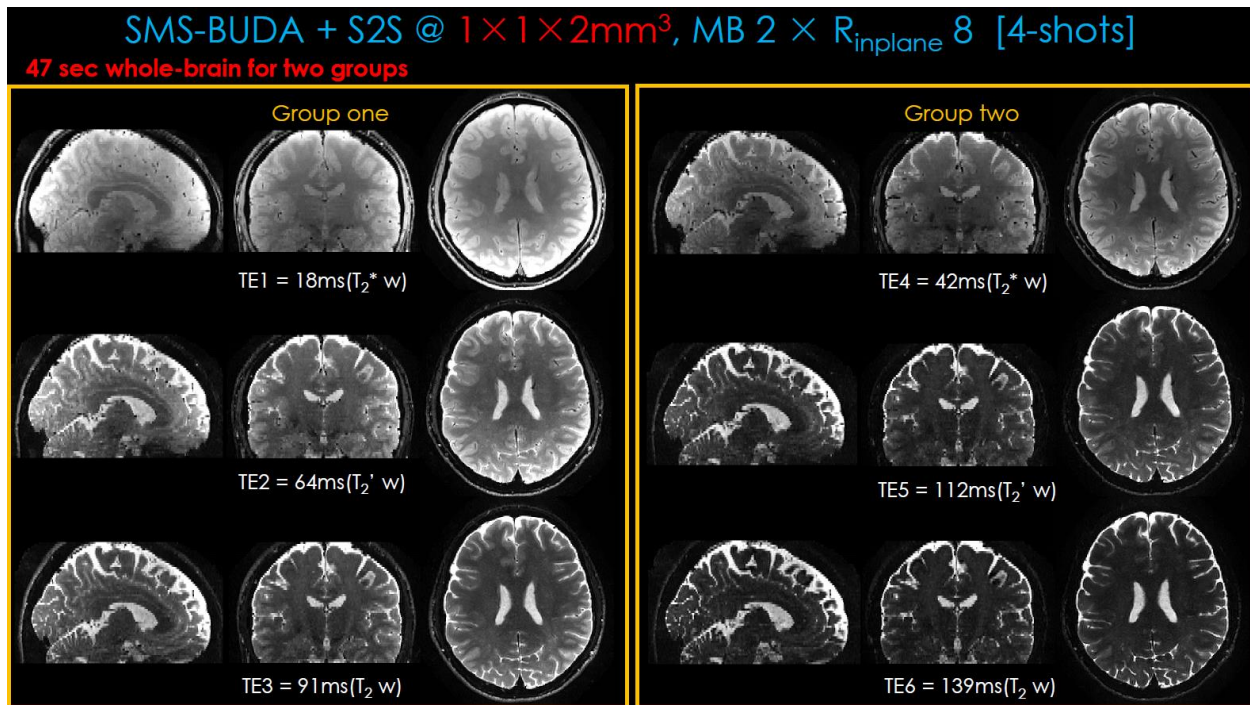 SMS-BUDA + S2S @ 1×1×2mm³, MB 2 × Rinplane 8 [4-shots]
47 sec whole-brain for two groups
Group one
TE1 = 18ms(T2* w)
TE2 = 64ms(T2' w)
TE3 = 91ms(T2 w)
Group two
TE4 = 42ms(T2* w)
TE5 = 112ms(T2' w)
TE6 = 139ms(T2 w)